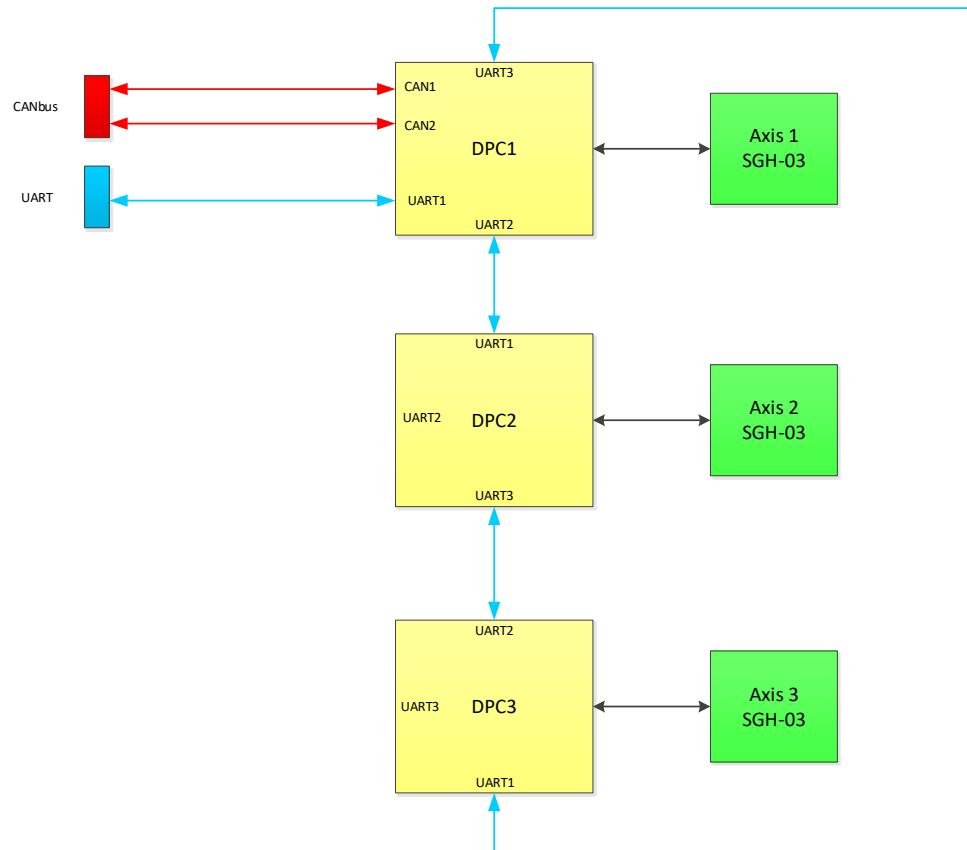 UART3
CANbus
CAN1
CAN2
DPC1
Axis 1
SGH-03
UART
UART1
UART2
UART1
UART2
DPC2
Axis 2
SGH-03
UART3
UART2
UART3
DPC3
Axis 3
SGH-03
UART1